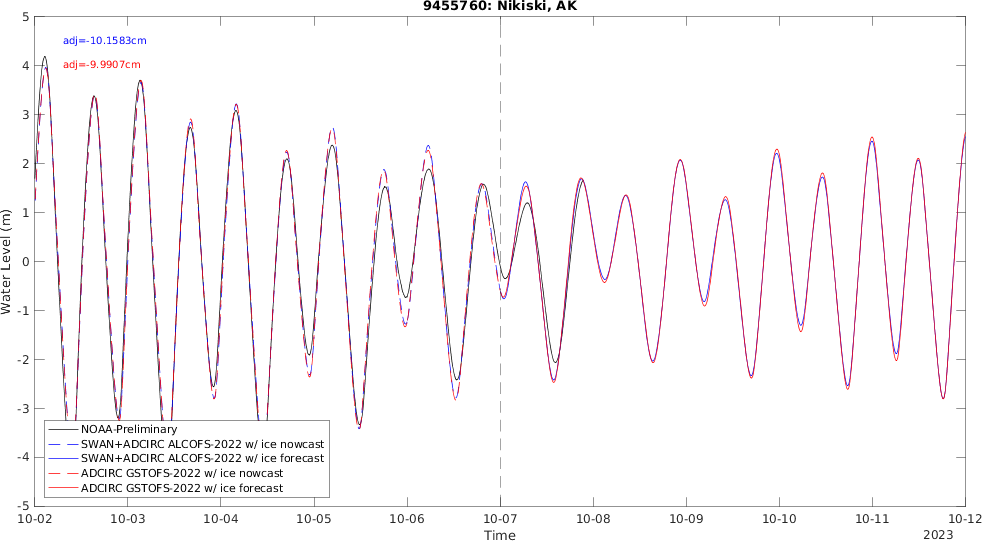 9455760: Nikiski, AK
adj=-10.1583cm
adj=-9.9907cm
5
4
3
2
1
0
-1
-2
-3
-4
-5
Water Level (m)
NOAA-Preliminary
SWAN+ADCIRC ALCOFS-2022 w/ ice nowcast
SWAN+ADCIRC ALCOFS-2022 w/ ice forecast
ADCIRC GSTOFS-2022 w/ ice nowcast
ADCIRC GSTOFS-2022 w/ ice forecast
10-02 10-03 10-04 10-05 10-06 10-07 10-08 10-09 10-10 10-11 10-12
Time
2023